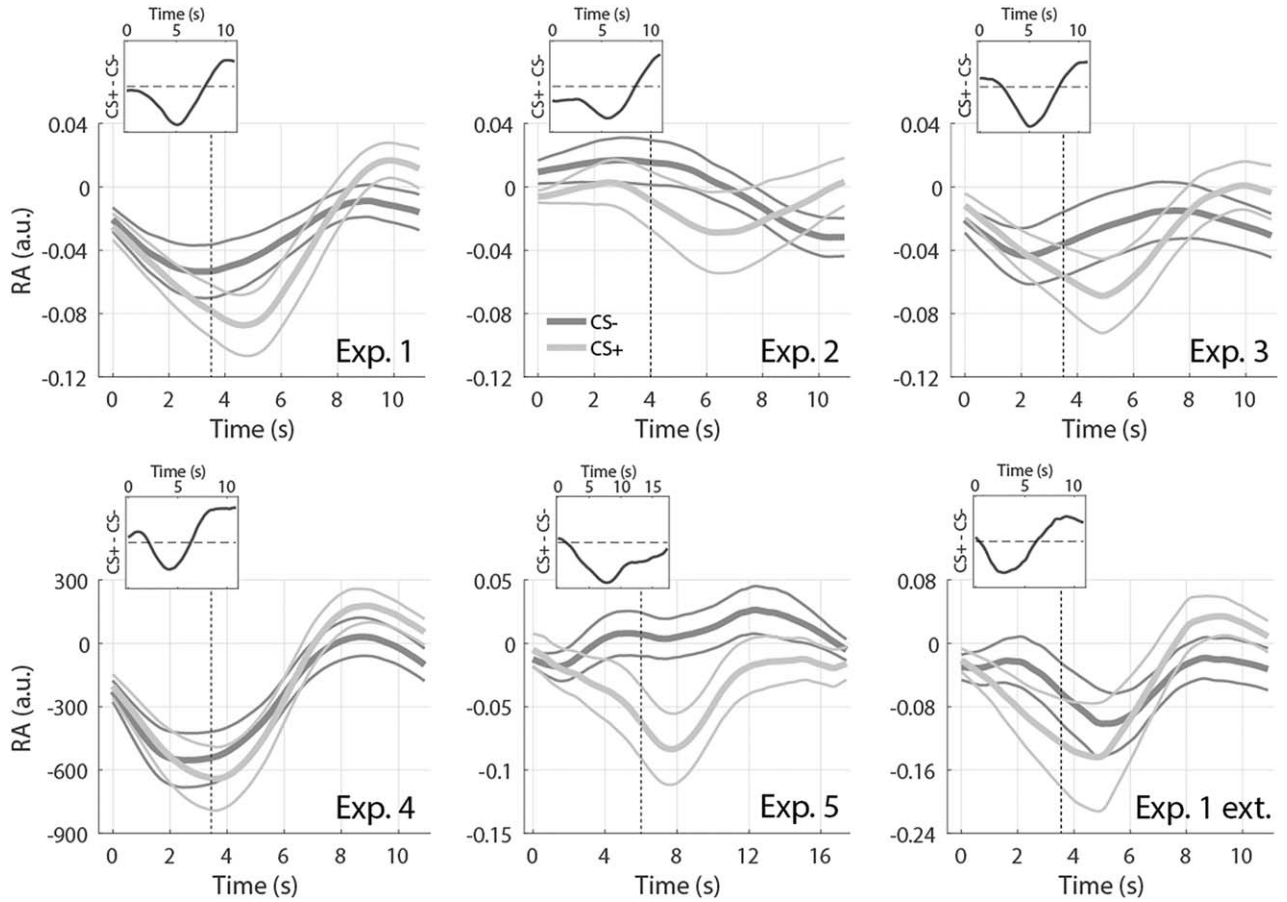 Time (s)
0 5 10
CS+ - CS-
0.04
0
-0.04
-0.08
-0.12
RA (a.u.)
Exp. 1
0 2 4 6 8 10
Time (s)
Time (s)
0 5 10
CS+ - CS-
0.04
0
-0.04
-0.08
-0.12
CS-
CS+
Exp. 2
0 2 4 6 8 10
Time (s)
Time (s)
0 5 10
CS+ - CS-
0.04
0
-0.04
-0.08
-0.12
Exp. 3
0 2 4 6 8 10
Time (s)
Time (s)
0 5 10
CS+ - CS-
300
0
-300
-600
-900
RA (a.u.)
Exp. 4
0 2 4 6 8 10
Time (s)
Time (s)
0 5 10 15
CS+ - CS-
0.05
0
-0.05
-0.1
-0.15
Exp. 5
0 4 8 12 16
Time (s)
Time (s)
0 5 10
CS+ - CS-
0.08
0
-0.08
-0.16
-0.24
Exp. 1 ext.
0 2 4 6 8 10
Time (s)